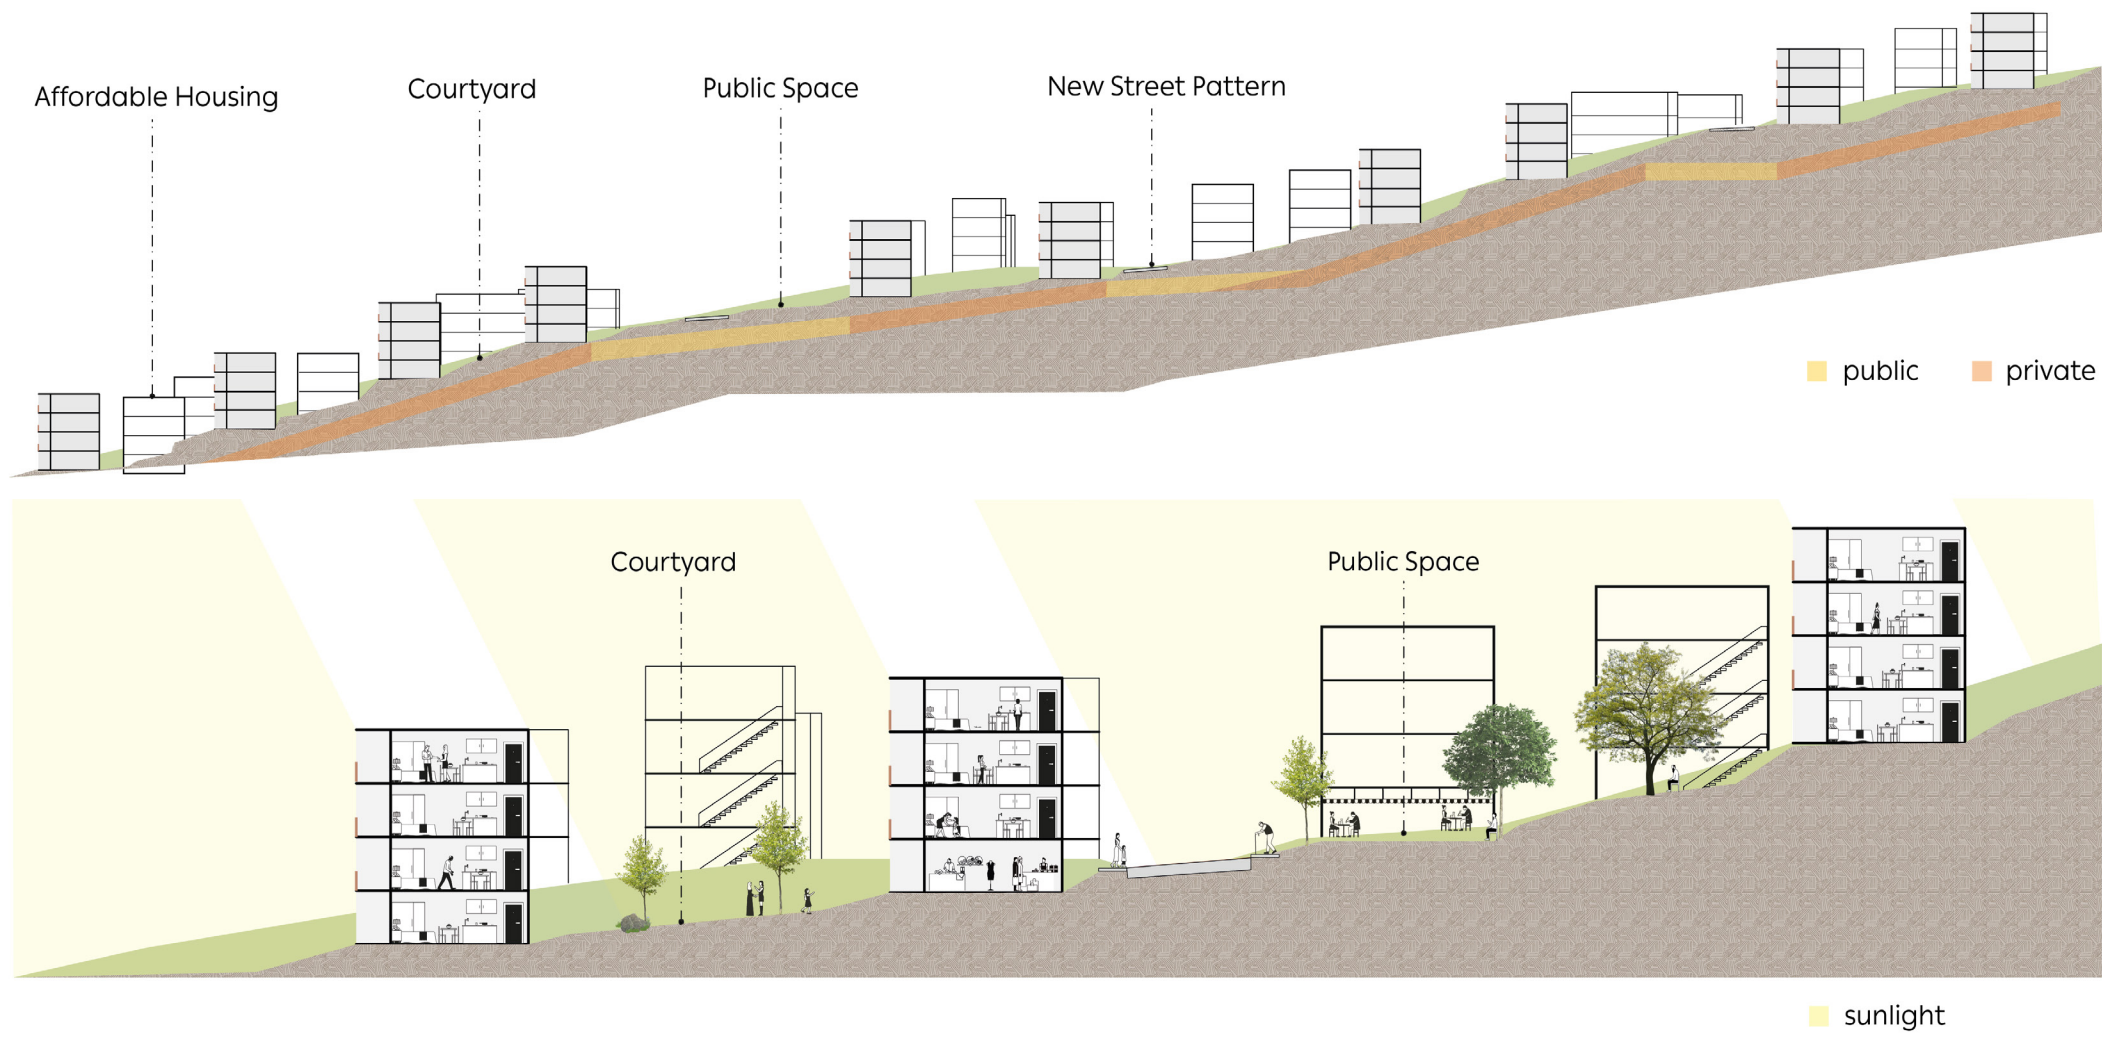 Affordable Housing
Courtyard
Public Space
New Street Pattern
public
private
Courtyard
Public Space
sunlight